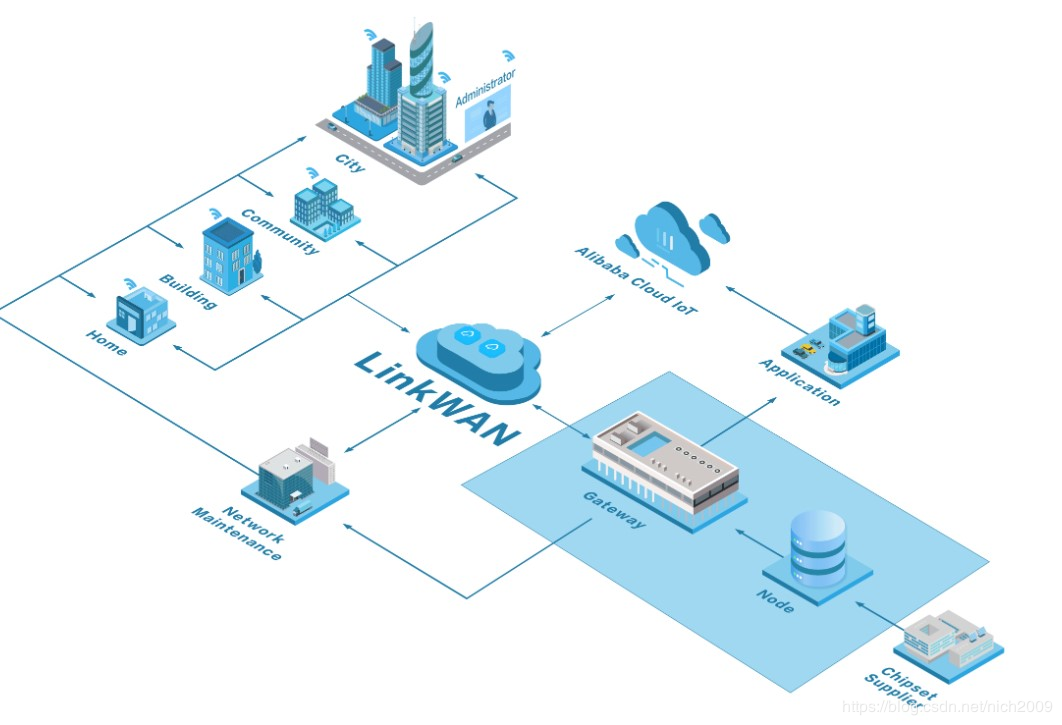 Administrator
City
Community
Building
Home
Alibaba Cloud IoT
LinkWAN
Application
Network
Maintenance
Gateway
Node
Chipset
Supplier
https://blog.csdn.net/nich2009